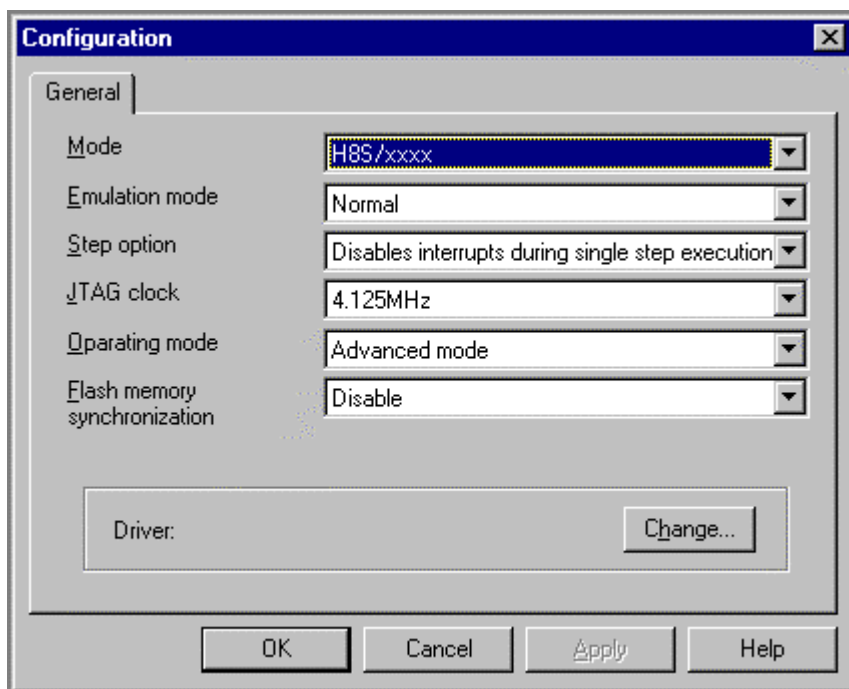 Configuration
General
Mode
H8S/xxxx
Emulation mode
Normal
Step option
Disables interrupts during single step execution
JTAG clock
4.125MHz
Oparating mode
Advanced mode
Flash memory
synchronization
Disable
Driver:
Change...
OK
Cancel
Apply
Help